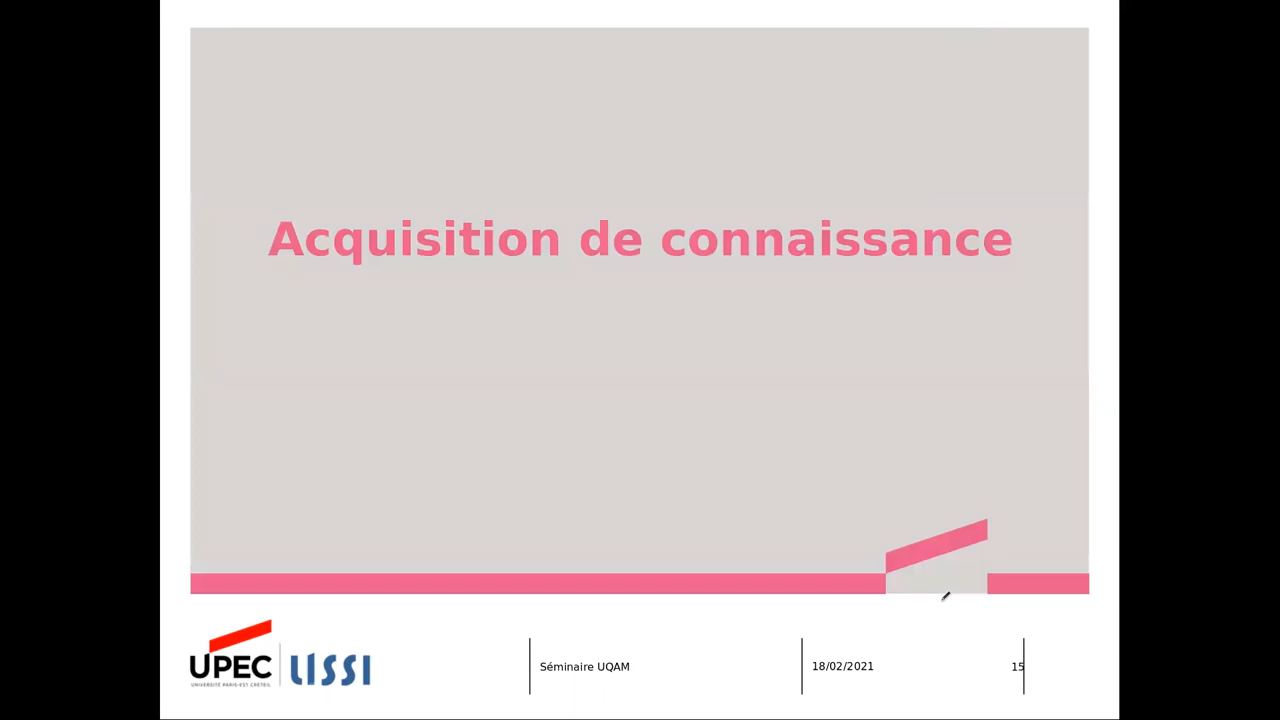 Acquisition de connaissance
UPEC
UNIVERSITÉ PARIS-EST CRÉTEIL
LISSI
Séminaire UQAM
18/02/2021
15